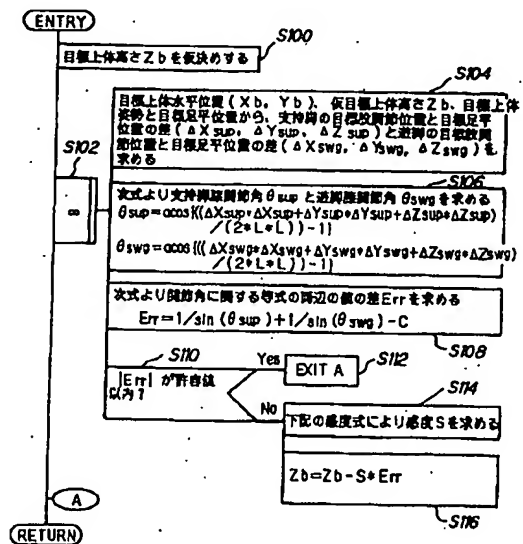 ENTRY
S100
目標上体高さZbを仮決めする
S104
目標上体水平位置(Xb, Yb)、仮目標上体高さZb、目標上体
姿勢と目標足平位置から、支持脚の目標股関節位置と目標足平
位置の差(ΔXsup, ΔYsup, ΔZsup)と遊脚の目標股関
節位置と目標足平位置の差(ΔXswg, ΔYswg, ΔZswg)を
求める
S102
∞
S106
次式より支持脚膝関節角θsupと遊脚膝関節角θswgを求める
θsup=acos{((ΔXsup*ΔXsup+ΔYsup*ΔYsup+ΔZsup*ΔZsup)
/(2*L*L))-1}
θswg=acos{((ΔXswg*ΔXswg+ΔYswg*ΔYswg+ΔZswg*ΔZswg)
/(2*L*L))-1}
次式より関節角に関する等式の両辺の値の差Errを求める
Err=1/sin(θsup)+1/sin(θswg)-C
S108
S110
|Err|が許容値
以内?
Yes
EXIT A
S112
No
S114
下記の感度式により感度Sを求める
Zb=Zb-S*Err
S116
A
RETURN